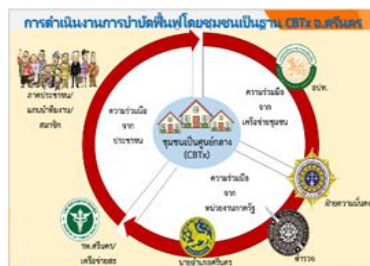 การดำเนินงานการบำบัดฟื้นฟูโดยชุมชนเป็นฐาน CBTx อ.ศรีนคร
ภาคประชาชน/
แกนนำทีมงาน/
สมาชิก
ความร่วมมือ
จาก
ประชาชน
ความร่วมมือ
จาก
เครือข่ายชุมชน
อปท.
ชุมชนเป็นศูนย์กลาง
(CBTx)
ความร่วมมือ
จาก
หน่วยงานภาครัฐ
ฝ่ายความมั่นคง
ตำรวจ
นายอำเภอศรีนคร
รพ.ศรีนคร/
เครือข่ายสธ